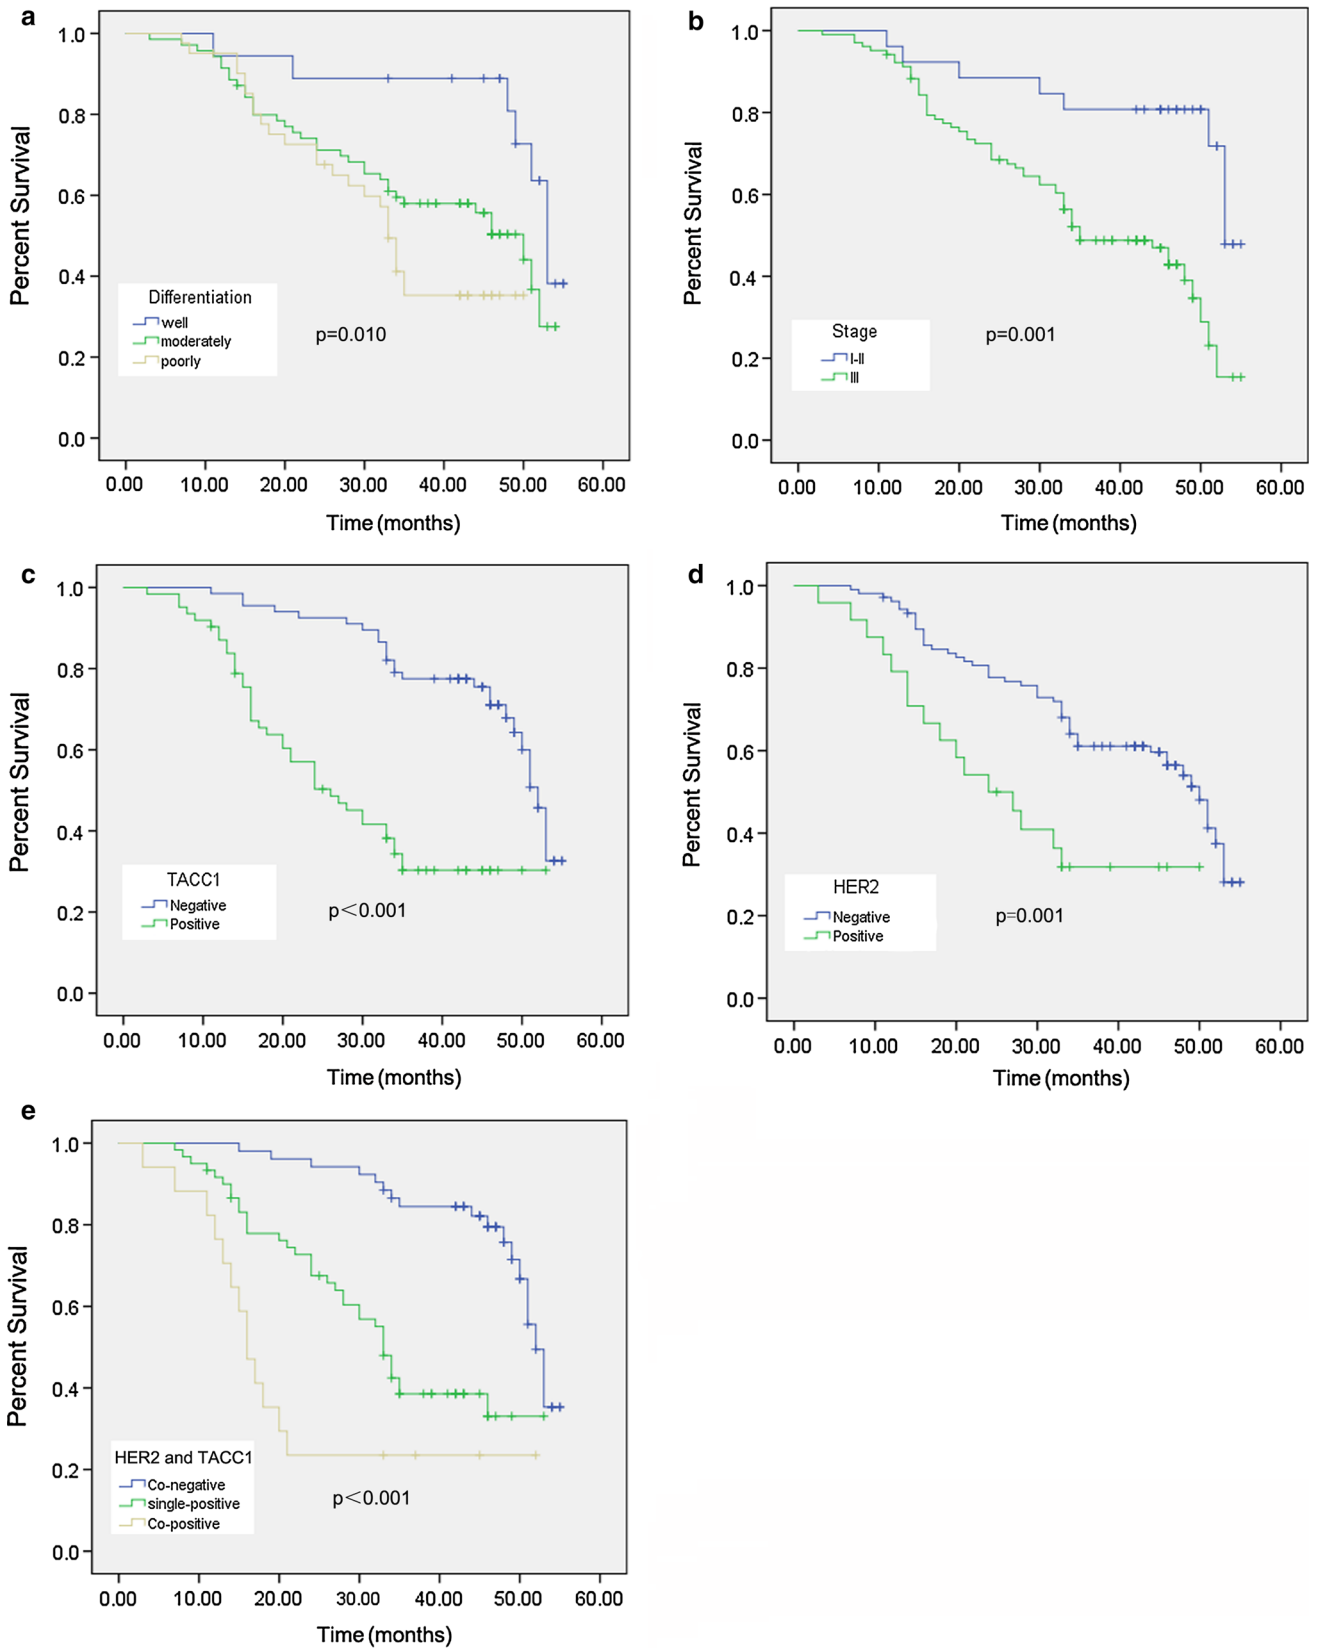 a
Percent Survival
1.0
0.8
0.6
0.4
0.2
0.0
Differentiation
well
moderately
poorly
p=0.010
0.00 10.00 20.00 30.00 40.00 50.00 60.00
Time (months)
b
Percent Survival
1.0
0.8
0.6
0.4
0.2
0.0
Stage
I-II
III
p=0.001
0.00 10.00 20.00 30.00 40.00 50.00 60.00
Time (months)
c
Percent Survival
1.0
0.8
0.6
0.4
0.2
0.0
TACC1
Negative
Positive
p<0.001
0.00 10.00 20.00 30.00 40.00 50.00 60.00
Time (months)
d
Percent Survival
1.0
0.8
0.6
0.4
0.2
0.0
HER2
Negative
Positive
p=0.001
0.00 10.00 20.00 30.00 40.00 50.00 60.00
Time (months)
e
Percent Survival
1.0
0.8
0.6
0.4
0.2
0.0
HER2 and TACC1
Co-negative
single-positive
Co-positive
p<0.001
0.00 10.00 20.00 30.00 40.00 50.00 60.00
Time (months)